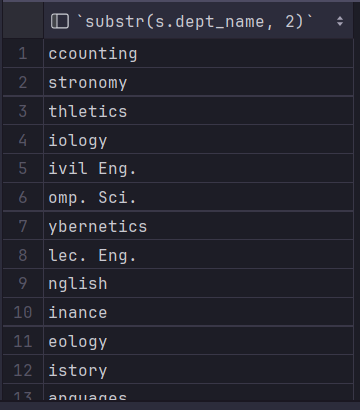 `substr(s.dept_name, 2)`
1 ccounting
2 stronomy
3 thletics
4 iology
5 ivil Eng.
6 omp. Sci.
7 ybernetics
8 lec. Eng.
9 nglish
10 inance
11 eology
12 istory
13 anguages